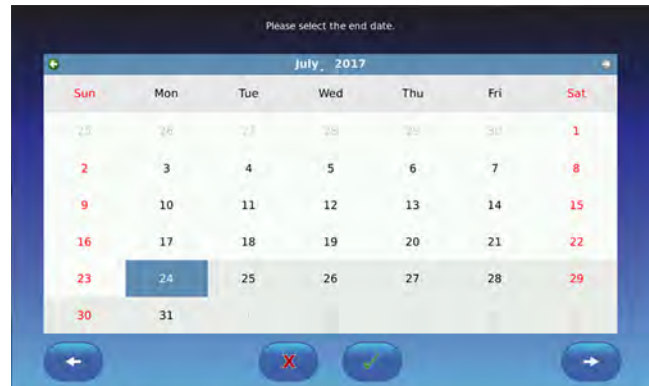 Please select the end date.
July, 2017
Sun Mon Tue Wed Thu Fri Sat
25 26 27 28 29 30 1
2 3 4 5 6 7 8
9 10 11 12 13 14 15
16 17 18 19 20 21 22
23 24 25 26 27 28 29
30 31